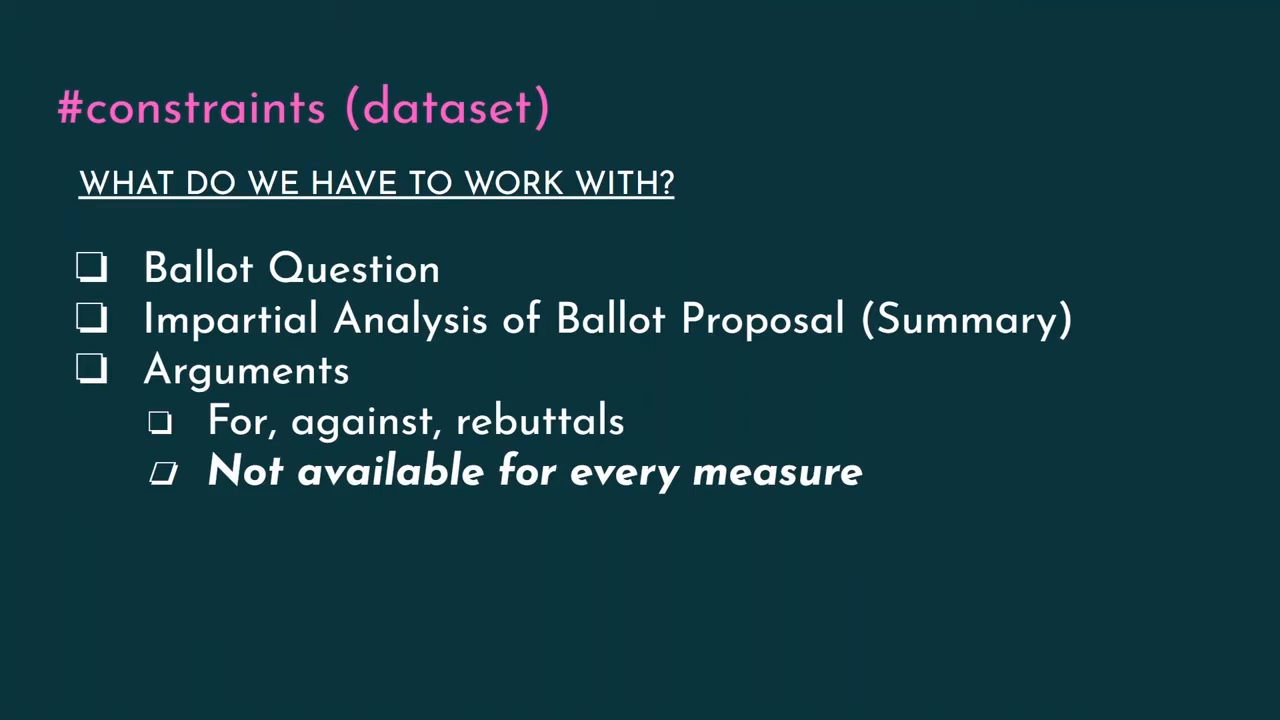 #constraints (dataset)
WHAT DO WE HAVE TO WORK WITH?
❏ Ballot Question
❏ Impartial Analysis of Ballot Proposal (Summary)
❏ Arguments
❏ For, against, rebuttals
❏ Not available for every measure